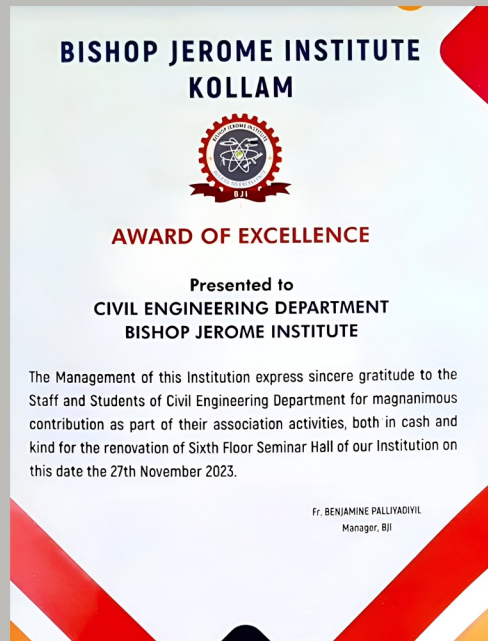 BISHOP JEROME INSTITUTE
KOLLAM
BISHOP JEROME INSTITUTE
BJI
AWARD OF EXCELLENCE
Presented to
CIVIL ENGINEERING DEPARTMENT
BISHOP JEROME INSTITUTE
The Management of this Institution express sincere gratitude to the
Staff and Students of Civil Engineering Department for magnanimous
contribution as part of their association activities, both in cash and
kind for the renovation of Sixth Floor Seminar Hall of our Institution on
this date the 27th November 2023.
Fr. BENJAMINE PALLIYADIYIL
Manager, BJI